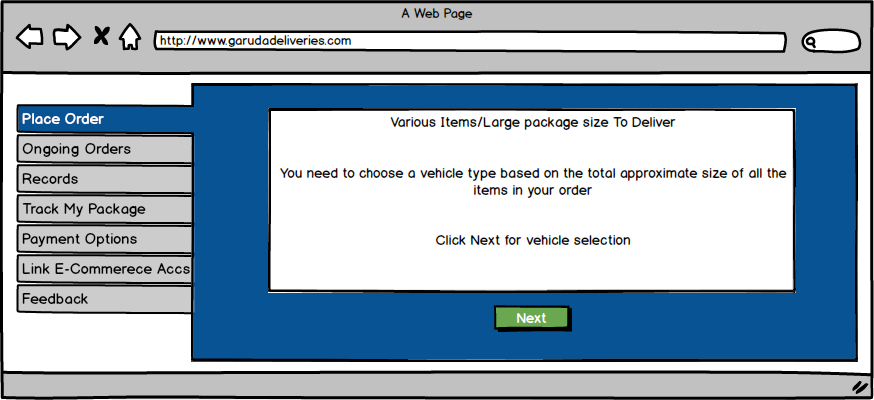 A Web Page
http://www.garudadeliveries.com
Place Order
Ongoing Orders
Records
Track My Package
Payment Options
Link E-Commerece Accs
Feedback
Various Items/Large package size To Deliver
You need to choose a vehicle type based on the total approximate size of all the
items in your order
Click Next for vehicle selection
Next